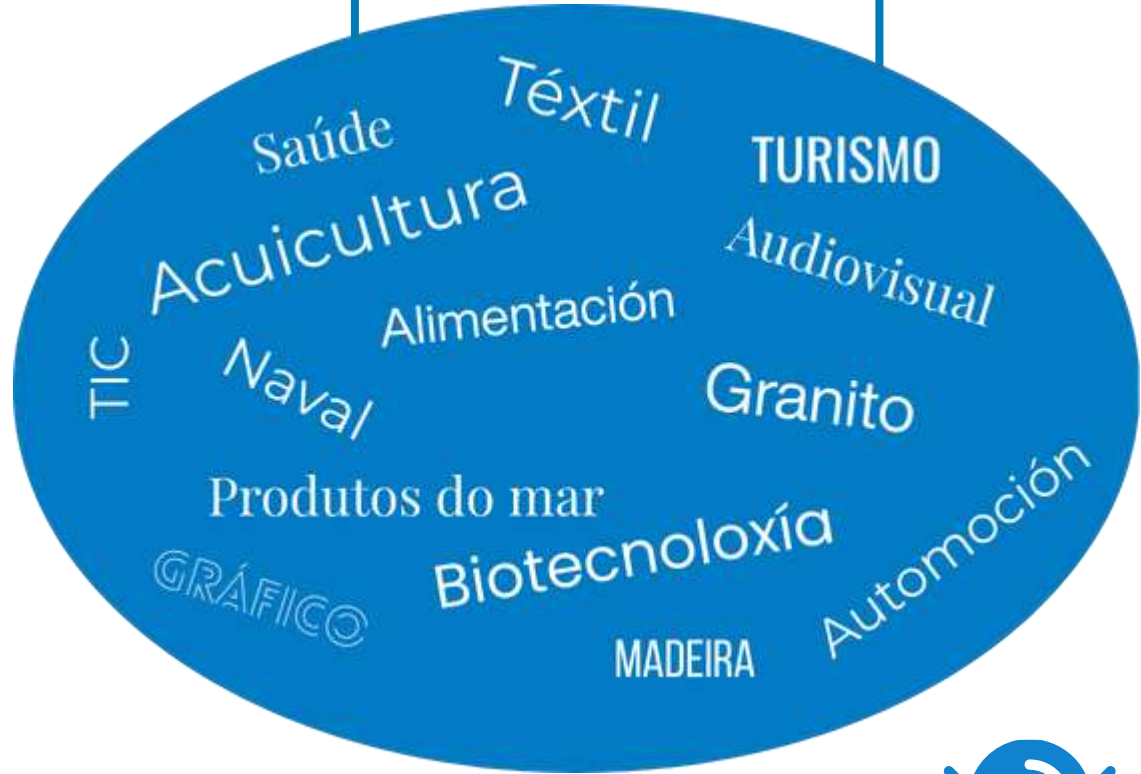 Téxtil
Saúde
TURISMO
Acuicultura
Audiovisual
Alimentación
TIC
Naval
Granito
Produtos do mar
Automoción
Biotecnoloxía
GRÁFICO
MADEIRA